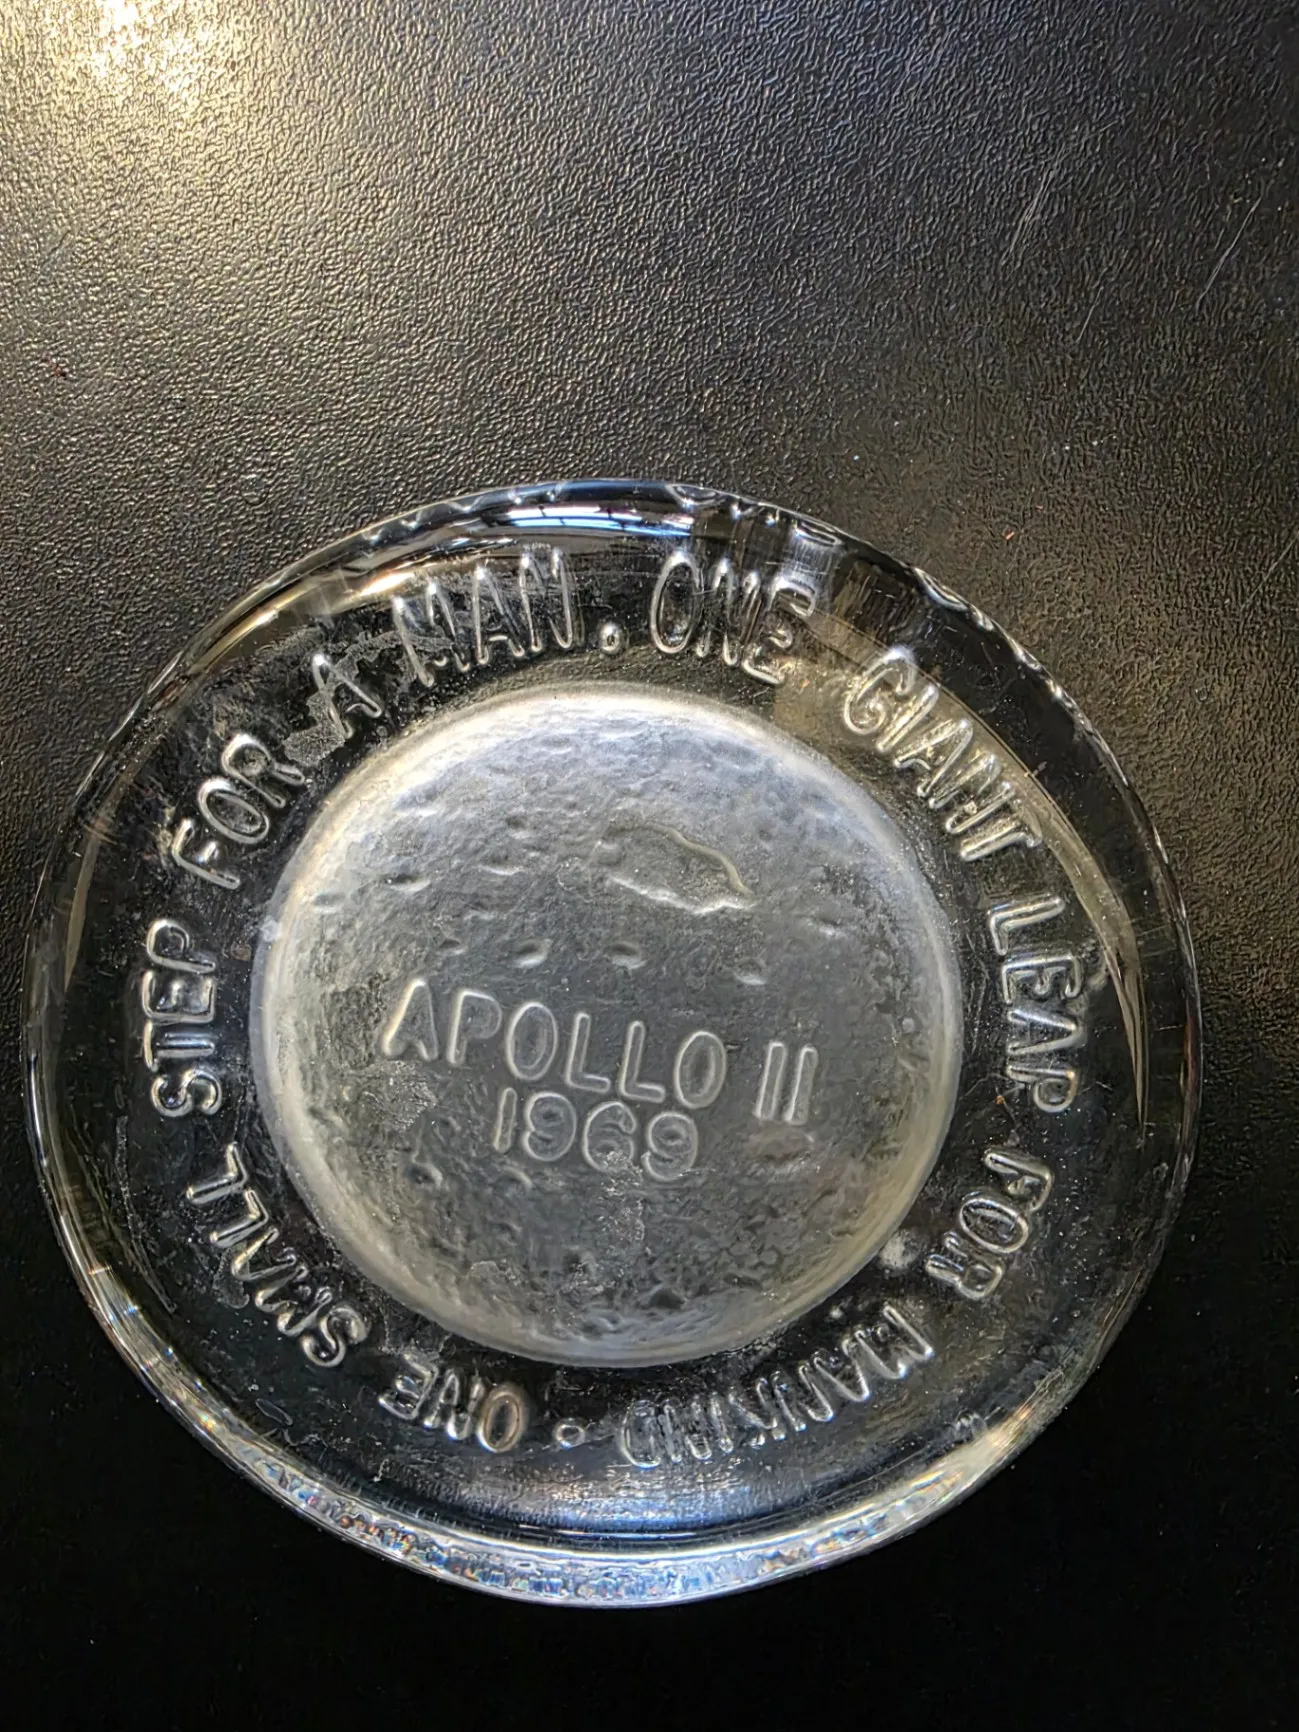 ONE SMALL STEP FOR A MAN • ONE GIANT LEAP FOR MANKIND •
APOLLO 11
1969